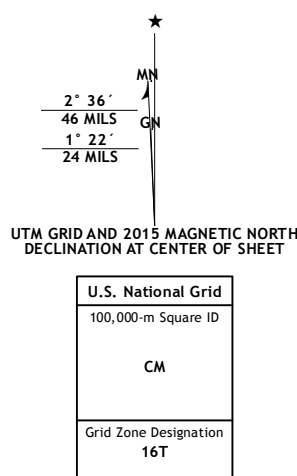 MN
2° 36´
46 MILS
GN
1° 22´
24 MILS
UTM GRID AND 2015 MAGNETIC NORTH
DECLINATION AT CENTER OF SHEET
U.S. National Grid
100,000-m Square ID
CM
Grid Zone Designation
16T